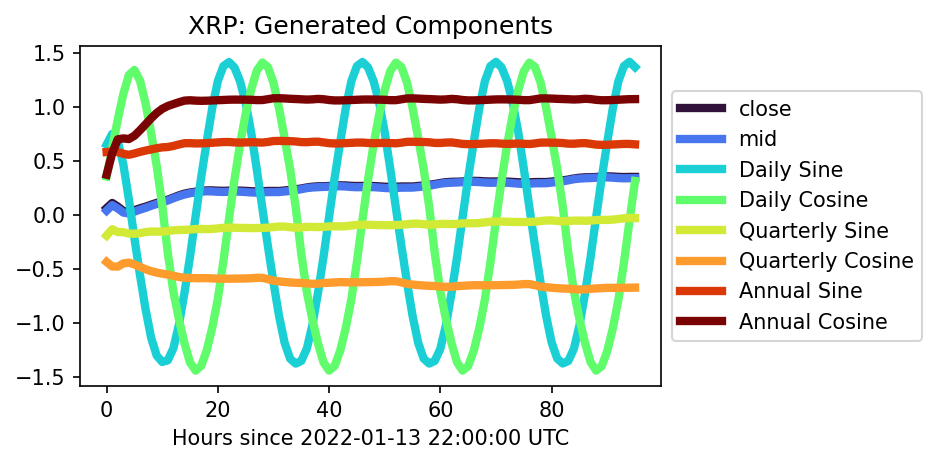 XRP: Generated Components
1.5
1.0
0.5
0.0
−0.5
−1.0
−1.5
0 20 40 60 80
Hours since 2022-01-13 22:00:00 UTC
close
mid
Daily Sine
Daily Cosine
Quarterly Sine
Quarterly Cosine
Annual Sine
Annual Cosine